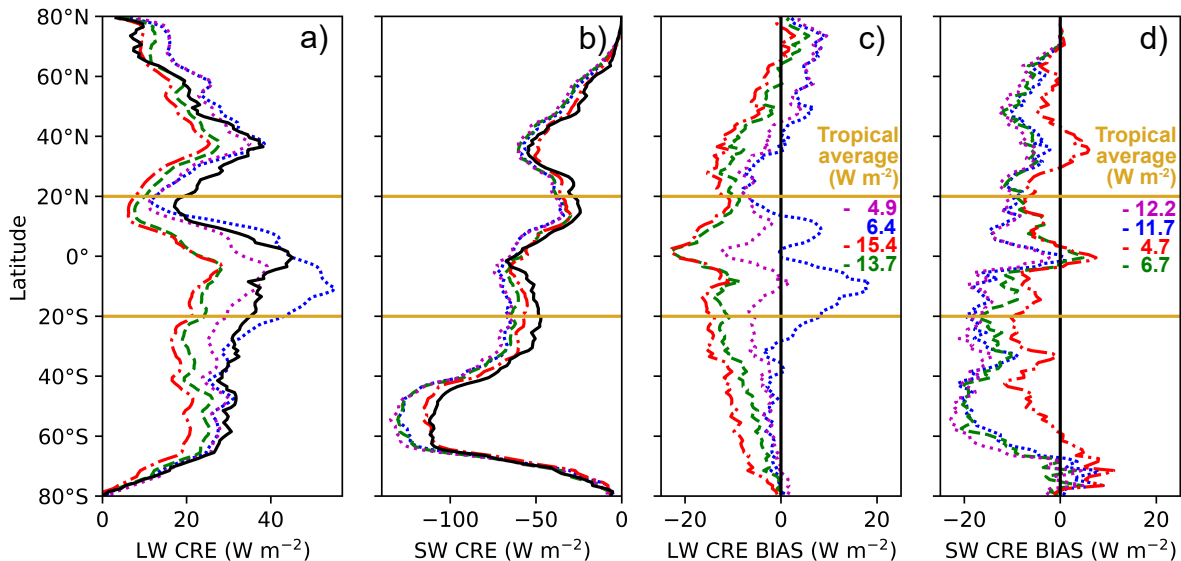 a)
b)
c)
d)
80°N
60°N
40°N
20°N
0°
20°S
40°S
60°S
80°S
Latitude
Tropical
average
(W m⁻²)
- 4.9
6.4
- 15.4
- 13.7
Tropical
average
(W m⁻²)
- 12.2
- 11.7
- 4.7
- 6.7
0 20 40
−100 −50 0
−20 0 20
−20 0 20
LW CRE (W m⁻²)
SW CRE (W m⁻²)
LW CRE BIAS (W m⁻²)
SW CRE BIAS (W m⁻²)